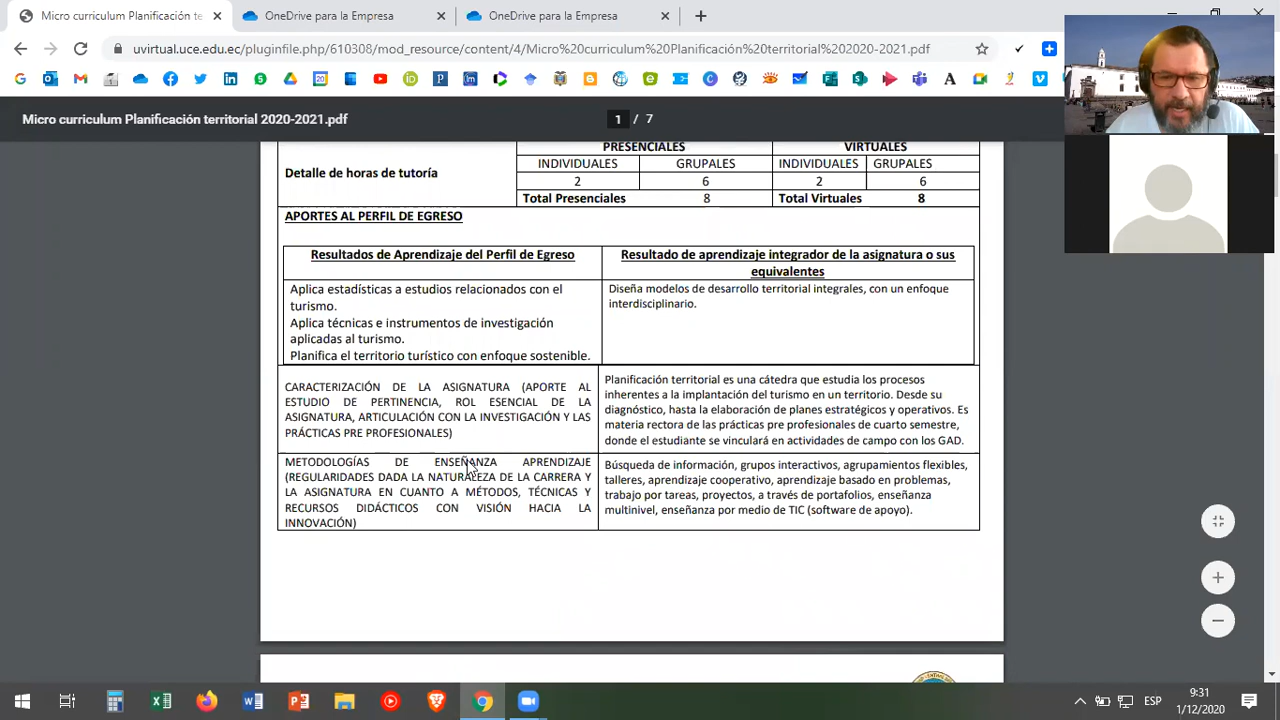 Micro curriculum Planificación te
OneDrive para la Empresa
OneDrive para la Empresa
uvirtual.uce.edu.ec/pluginfile.php/610308/mod_resource/content/4/Micro%20curriculum%20Planificación%20territorial%202020-2021.pdf
Micro curriculum Planificación territorial 2020-2021.pdf
1 / 7
PRESENCIALES
VIRTUALES
Detalle de horas de tutoría
INDIVIDUALES
GRUPALES
INDIVIDUALES
GRUPALES
2
6
2
6
Total Presenciales
8
Total Virtuales
8
APORTES AL PERFIL DE EGRESO
Resultados de Aprendizaje del Perfil de Egreso
Resultado de aprendizaje integrador de la asignatura o sus
equivalentes
Aplica estadísticas a estudios relacionados con el
turismo.
Aplica técnicas e instrumentos de investigación
aplicadas al turismo.
Planifica el territorio turístico con enfoque sostenible.
Diseña modelos de desarrollo territorial integrales, con un enfoque
interdisciplinario.
CARACTERIZACIÓN DE LA ASIGNATURA (APORTE AL
ESTUDIO DE PERTINENCIA, ROL ESENCIAL DE LA
ASIGNATURA, ARTICULACIÓN CON LA INVESTIGACIÓN Y LAS
PRÁCTICAS PRE PROFESIONALES)
Planificación territorial es una cátedra que estudia los procesos
inherentes a la implantación del turismo en un territorio. Desde su
diagnóstico, hasta la elaboración de planes estratégicos y operativos. Es
materia rectora de las prácticas pre profesionales de cuarto semestre,
donde el estudiante se vinculará en actividades de campo con los GAD.
METODOLOGÍAS DE ENSEÑANZA APRENDIZAJE
(REGULARIDADES DADA LA NATURALEZA DE LA CARRERA Y
LA ASIGNATURA EN CUANTO A MÉTODOS, TÉCNICAS Y
RECURSOS DIDÁCTICOS CON VISIÓN HACIA LA
INNOVACIÓN)
Búsqueda de información, grupos interactivos, agrupamientos flexibles,
talleres, aprendizaje cooperativo, aprendizaje basado en problemas,
trabajo por tareas, proyectos, a través de portafolios, enseñanza
multinivel, enseñanza por medio de TIC (software de apoyo).
ESP
9:31
1/12/2020